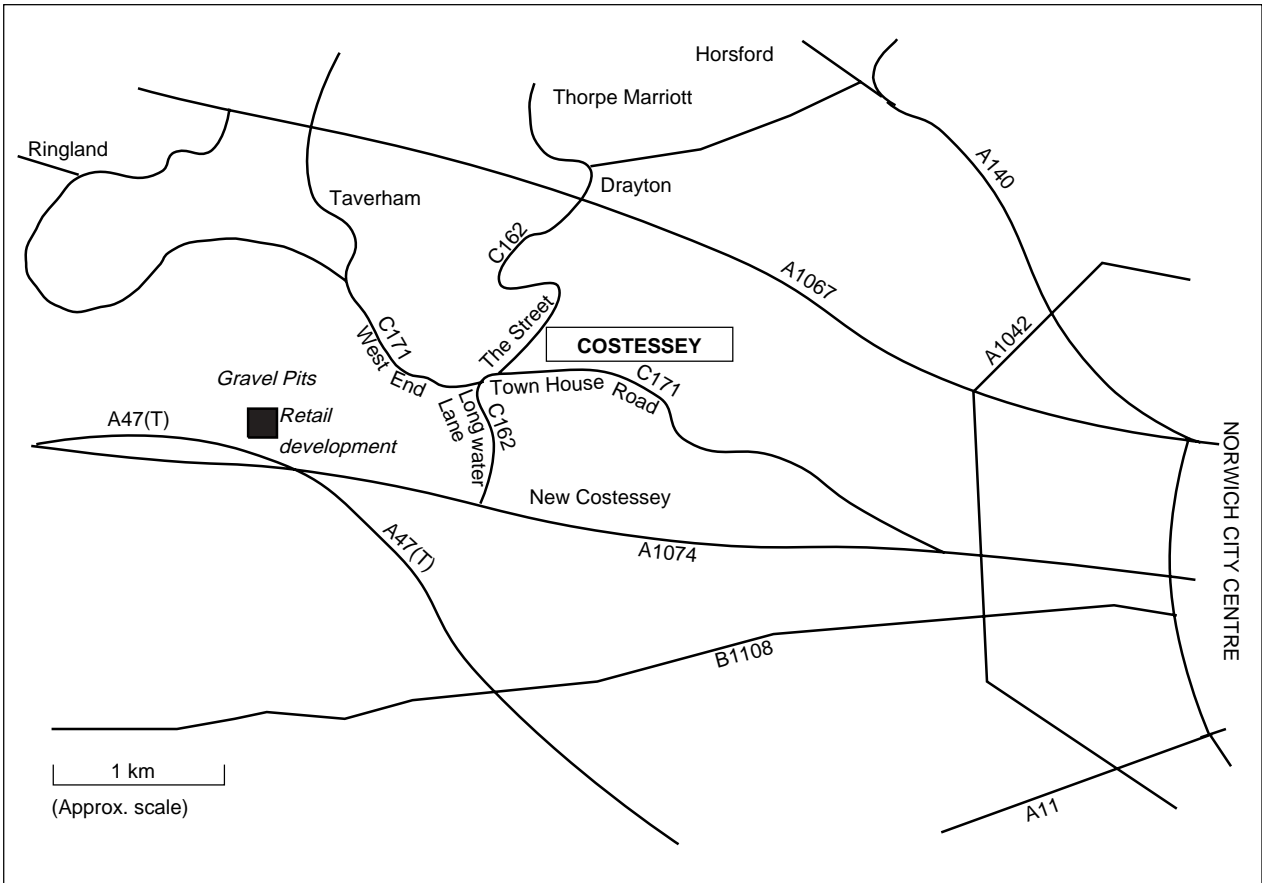 Horsford
Thorpe Marriott
Ringland
A140
Drayton
Taverham
C162
A1067
The Street
A1042
C171
COSTESSEY
West End
Gravel Pits
Town House Road
C171
Long water
Lane
C162
A47(T)
Retail
development
NORWICH CITY CENTRE
New Costessey
A47(T)
A1074
B1108
1 km
(Approx. scale)
A11